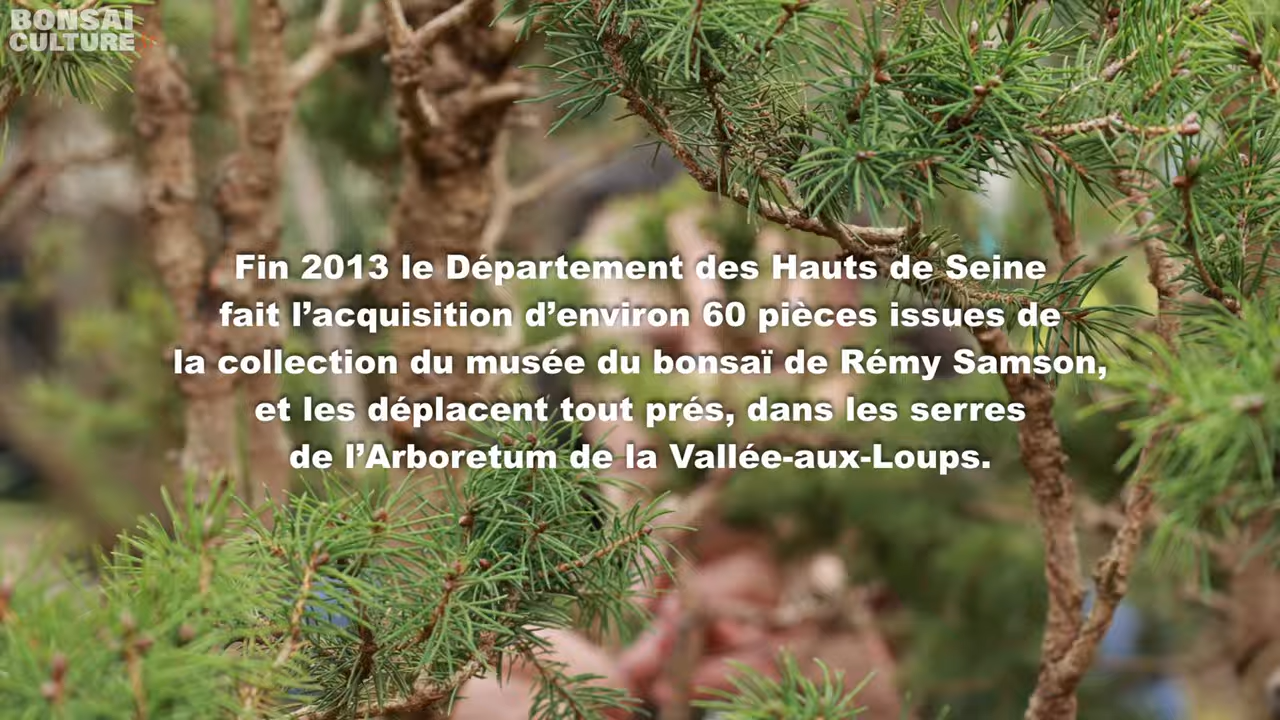 BONSAI
CULTURE
Fin 2013 le Département des Hauts de Seine
fait l’acquisition d’environ 60 pièces issues de
la collection du musée du bonsaï de Rémy Samson,
et les déplacent tout prés, dans les serres
de l’Arboretum de la Vallée-aux-Loups.